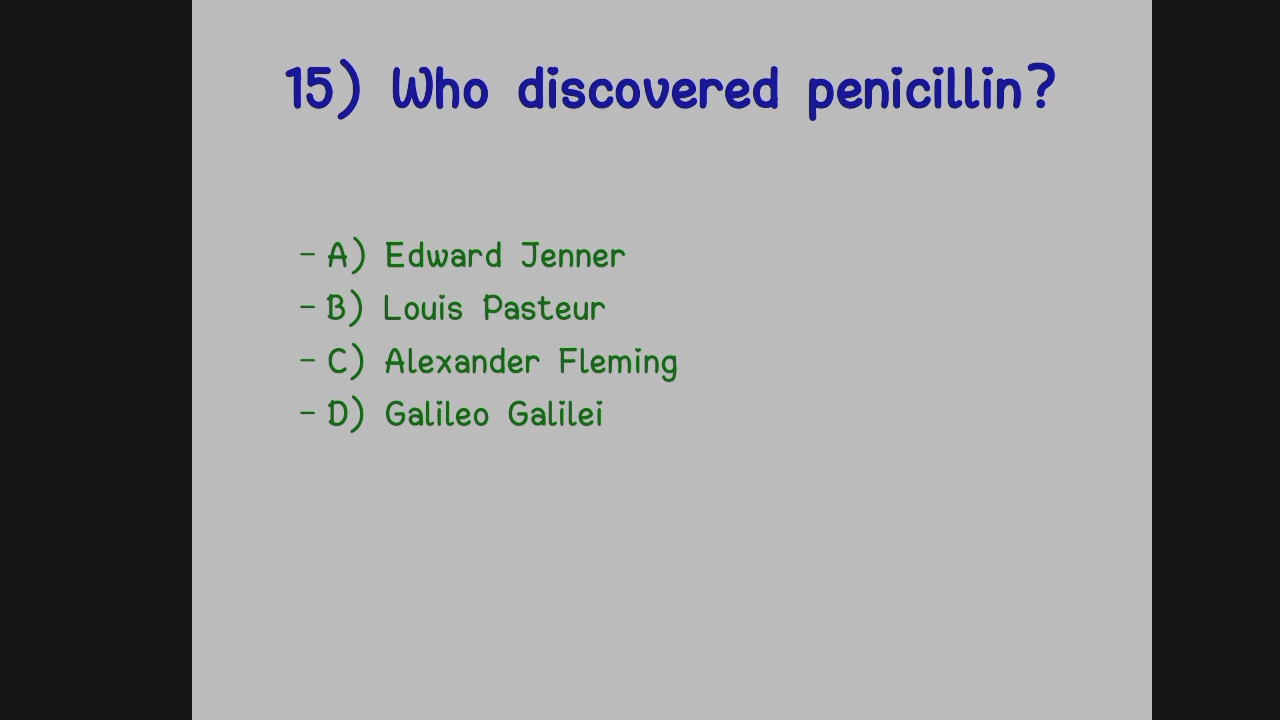 15) Who discovered penicillin?
- A) Edward Jenner
- B) Louis Pasteur
- C) Alexander Fleming
- D) Galileo Galilei